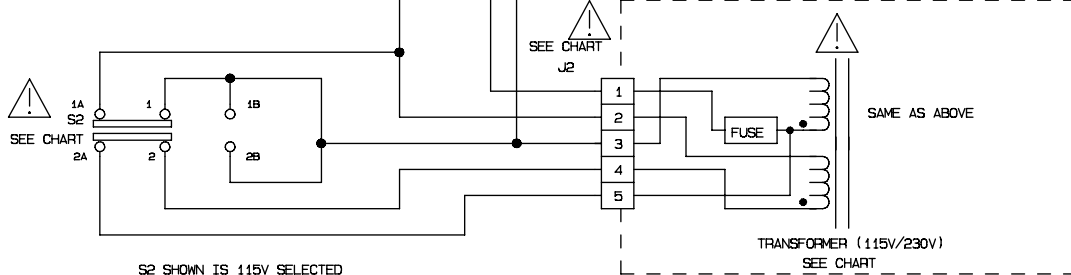 !
SEE CHART
J2
!
!
1A
1
1B
S2
SEE CHART
2A
2
2B
1
2
3
4
5
FUSE
SAME AS ABOVE
TRANSFORMER (115V/230V)
SEE CHART
S2 SHOWN IS 115V SELECTED